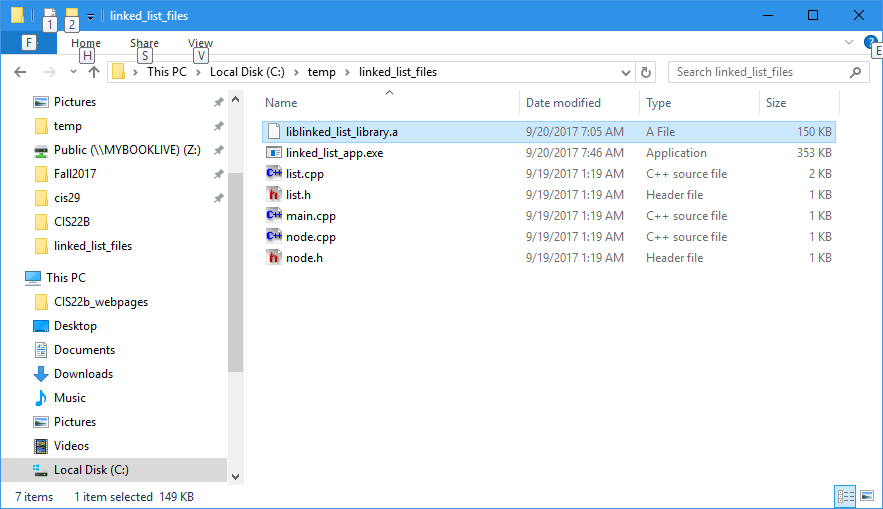 1 2 linked_list_files
F Home Share View E
H S V
This PC Local Disk (C:) temp linked_list_files Search linked_list_files
Pictures
temp
Public (\\MYBOOKLIVE) (Z:)
Fall2017
cis29
CIS22B
linked_list_files
This PC
CIS22b_webpages
Desktop
Documents
Downloads
Music
Pictures
Videos
Local Disk (C:)
Name Date modified Type Size
liblinked_list_library.a 9/20/2017 7:05 AM A File 150 KB
linked_list_app.exe 9/20/2017 7:46 AM Application 353 KB
C++ list.cpp 9/19/2017 1:19 AM C++ source file 2 KB
h list.h 9/19/2017 1:19 AM Header file 1 KB
C++ main.cpp 9/19/2017 1:19 AM C++ source file 1 KB
C++ node.cpp 9/19/2017 1:19 AM C++ source file 1 KB
h node.h 9/19/2017 1:19 AM Header file 1 KB
7 items 1 item selected 149 KB